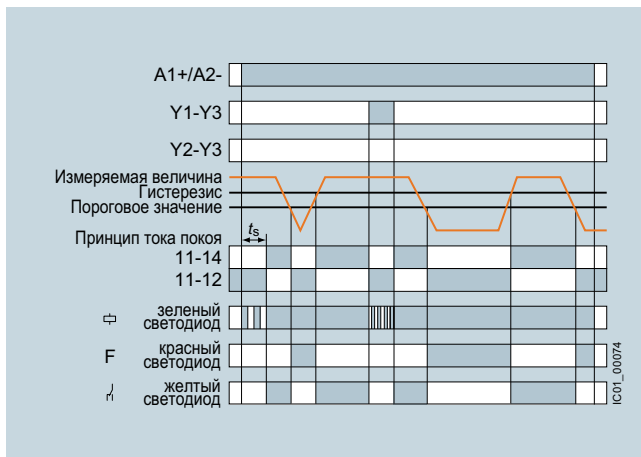 A1+/A2-
Y1-Y3
Y2-Y3
Измеряемая величина
Гистерезис
Пороговое значение
Принцип тока покоя
ts
11-14
11-12
зеленый
светодиод
F
красный
светодиод
желтый
светодиод
IC01_00074